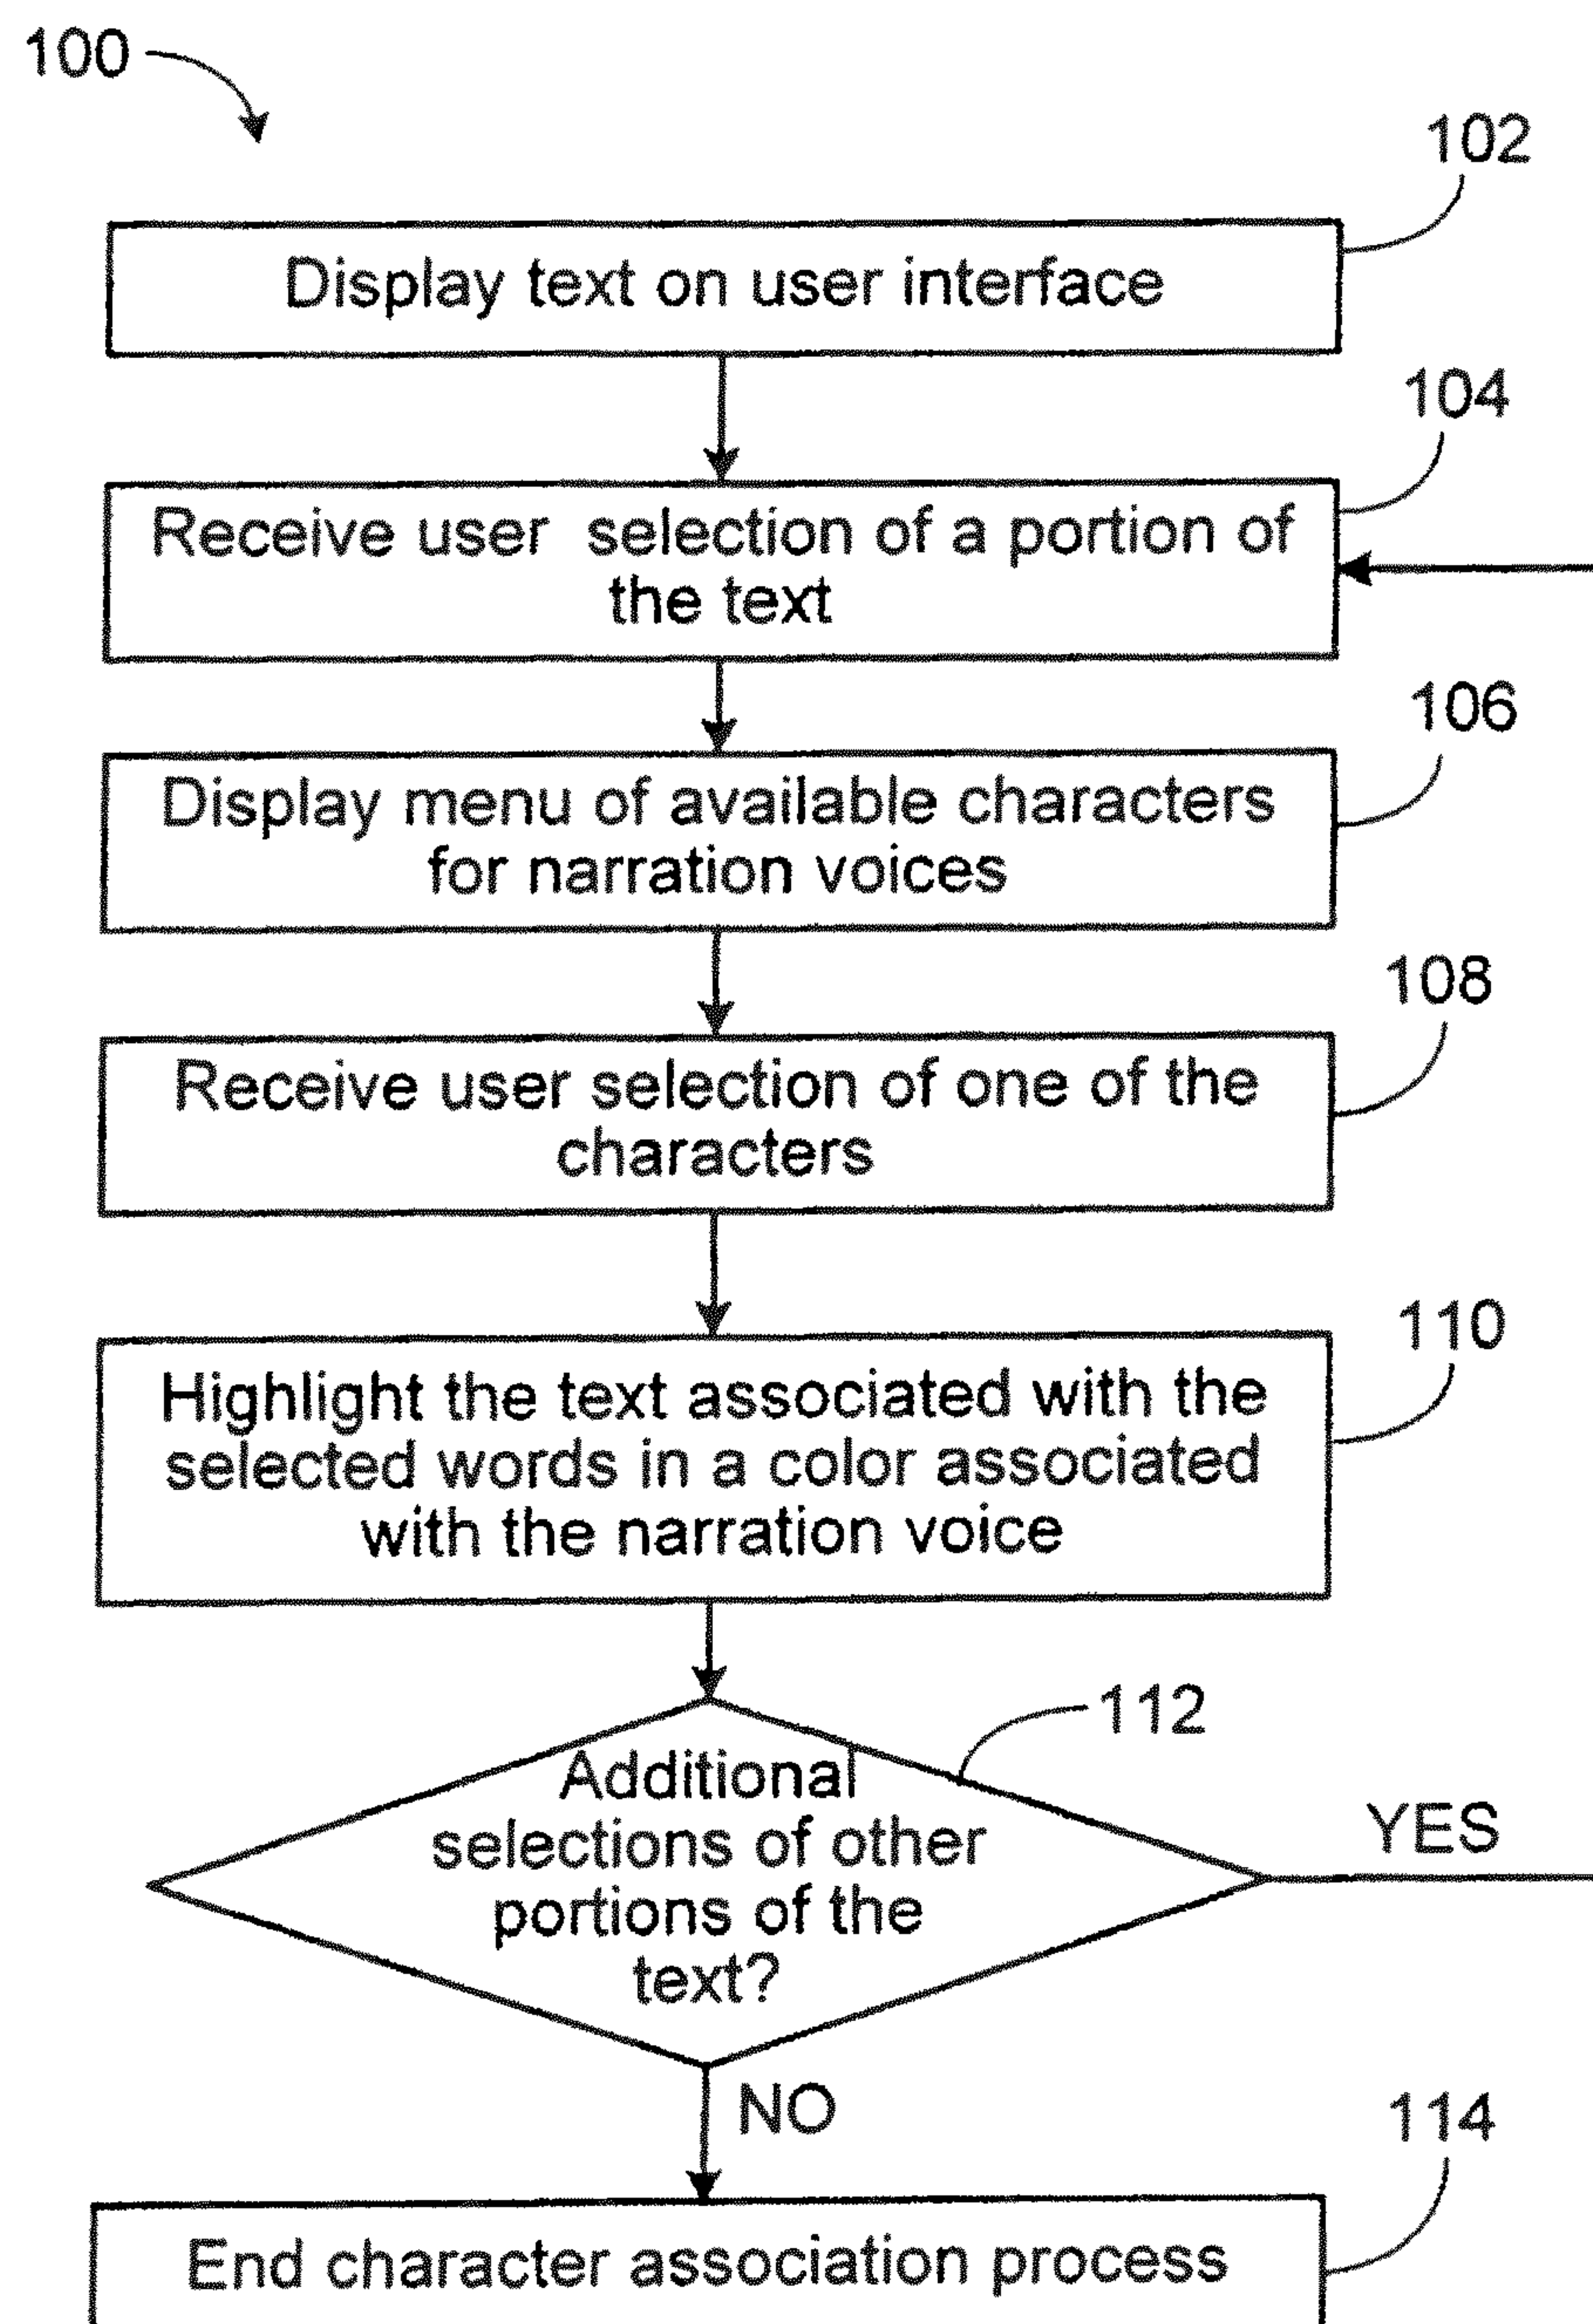 100
102
Display text on user interface
104
Receive user selection of a portion of
the text
106
Display menu of available characters
for narration voices
108
Receive user selection of one of the
characters
110
Highlight the text associated with the
selected words in a color associated
with the narration voice
112
Additional
selections of other
portions of the
text?
YES
NO
114
End character association process